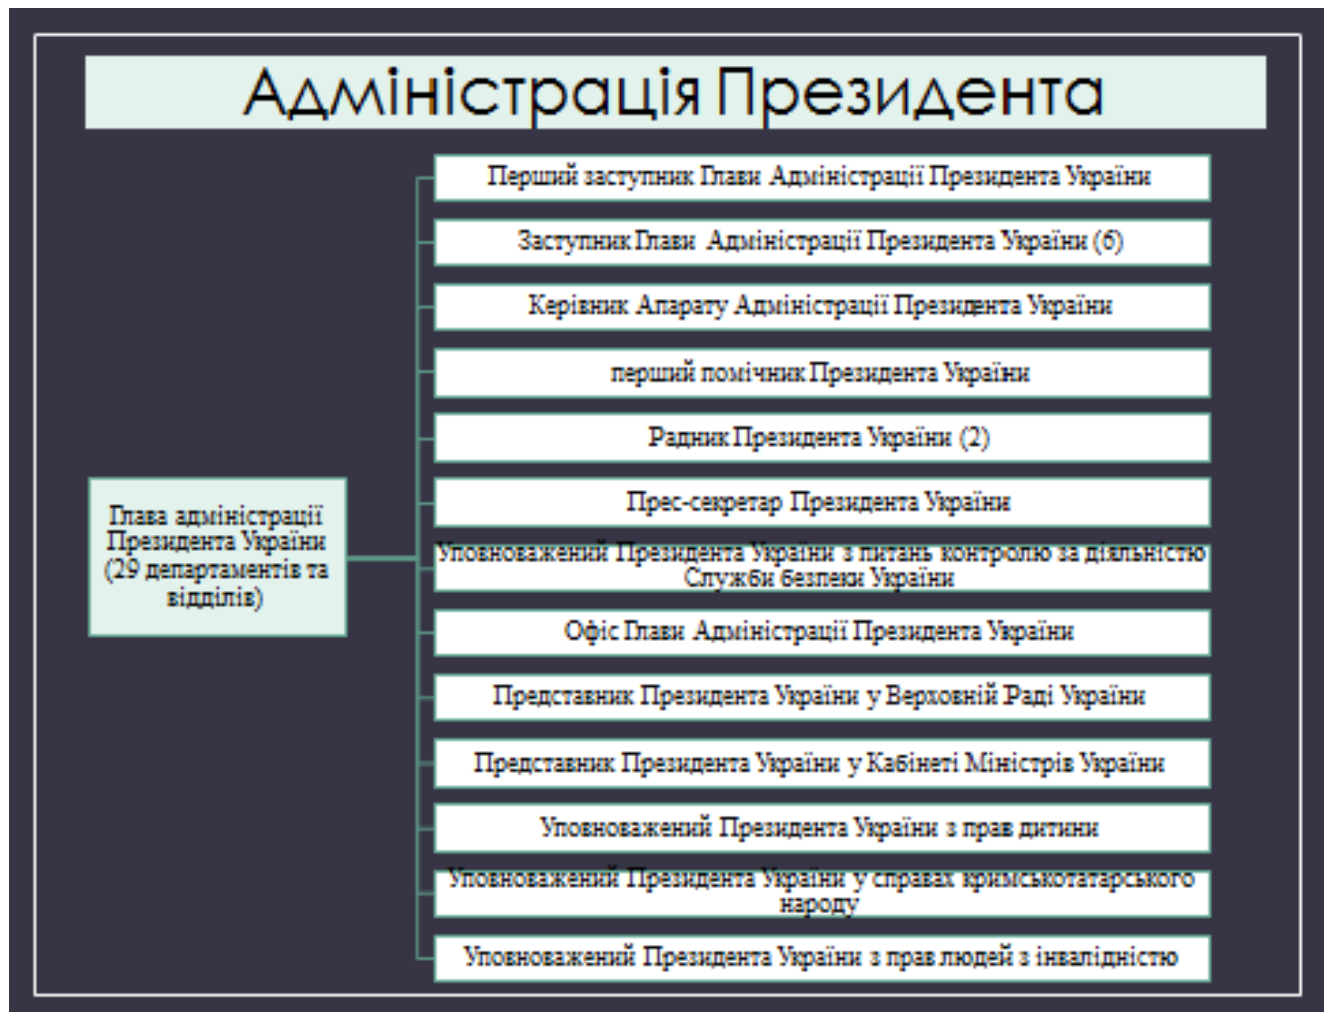 Адміністрація Президента
Перший заступник Глави Адміністрації Президента України
Заступник Глави Адміністрації Президента України (6)
Керівник Апарату Адміністрації Президента України
перший помічник Президента України
Радник Президента України (2)
Прес-секретар Президента України
Глава адміністрації
Президента України
(29 департаментів та
відділів)
Уповноважений Президента України з питань контролю за діяльністю
Служби безпеки України
Офіс Глави Адміністрації Президента України
Представник Президента України у Верховній Раді України
Представник Президента України у Кабінеті Міністрів України
Уповноважений Президента України з прав дитини
Уповноважений Президента України у справах кримськотатарського
народу
Уповноважений Президента України з прав людей з інвалідністю